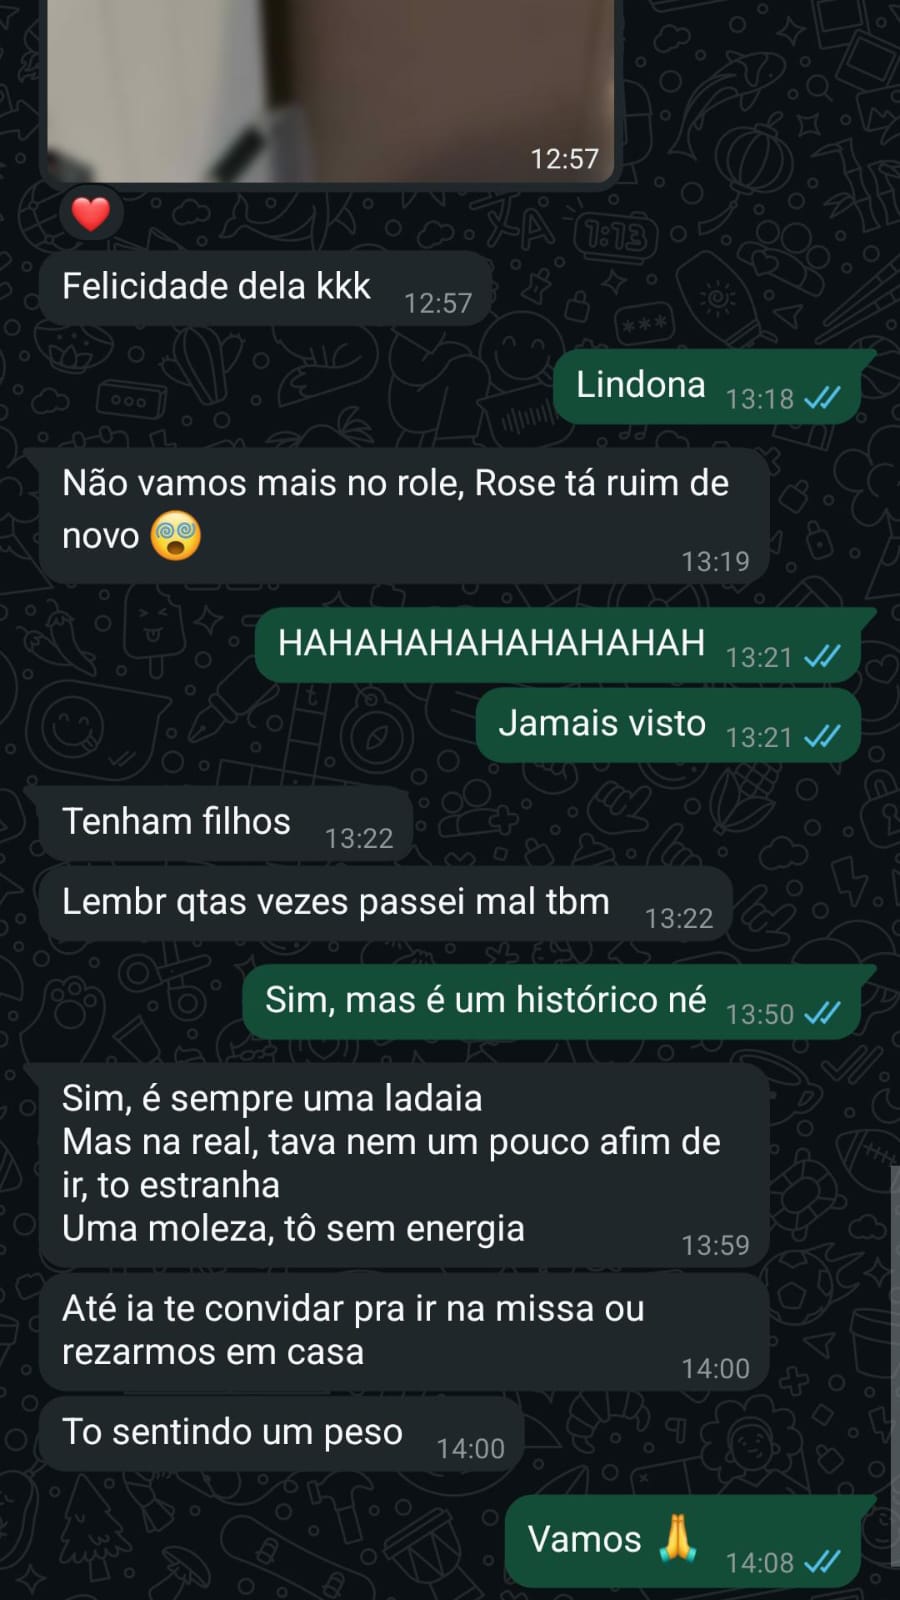 12:57
Felicidade dela kkk 12:57
Lindona 13:18
Não vamos mais no role, Rose tá ruim de
novo 😵‍💫
13:19
HAHAHAHAHAHAHAHAH 13:21
Jamais visto 13:21
Tenham filhos 13:22
Lembr qtas vezes passei mal tbm 13:22
Sim, mas é um histórico né 13:50
Sim, é sempre uma ladaia
Mas na real, tava nem um pouco afim de
ir, to estranha
Uma moleza, tô sem energia 13:59
Até ia te convidar pra ir na missa ou
rezarmos em casa 14:00
To sentindo um peso 14:00
Vamos 🙏 14:08